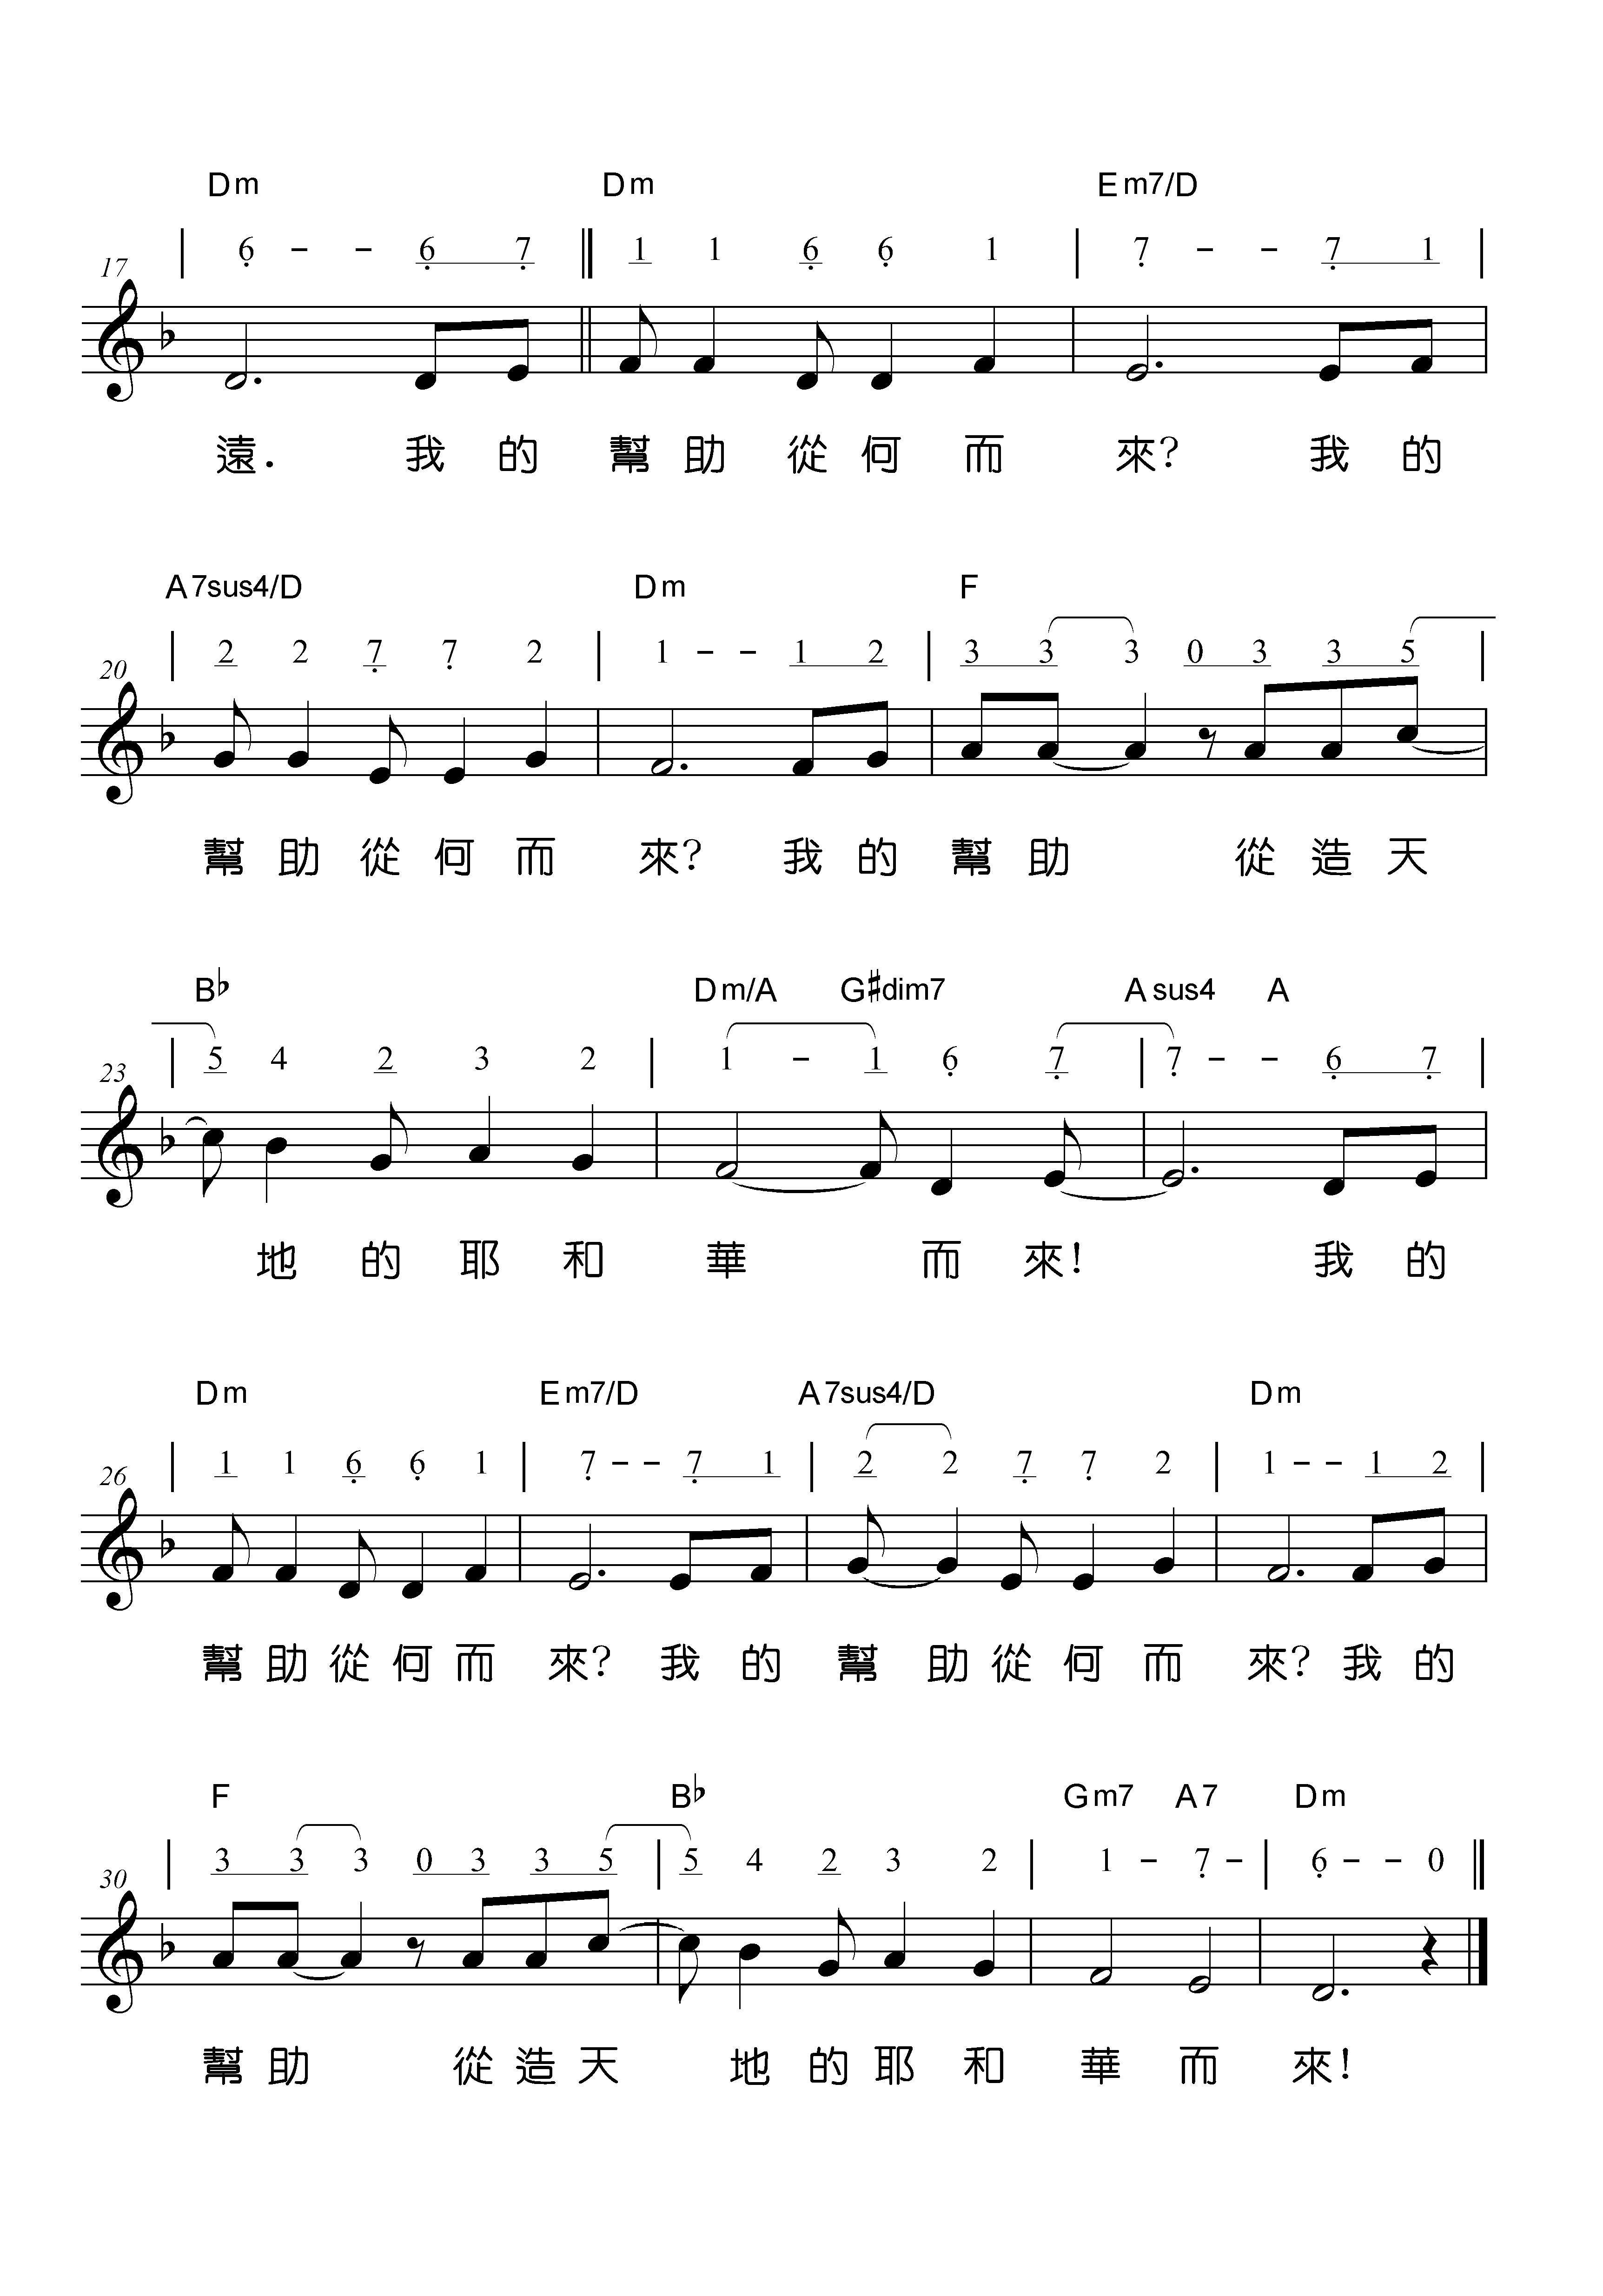 Dm Dm Em7/D
6 - - 6 7 1 1 6 6 1 7 - - 7 1
17
遠. 我 的 幫 助 從 何 而 來? 我 的
A7sus4/D Dm F
2 2 7 7 2 1 - - 1 2 3 3 3 0 3 3 5
20
幫 助 從 何 而 來? 我 的 幫 助 從 造 天
B♭ Dm/A G♯dim7 Asus4 A
5 4 2 3 2 1 - 1 6 7 7 - - 6 7
23
地 的 耶 和 華 而 來! 我 的
Dm Em7/D A7sus4/D Dm
1 1 6 6 1 7 - - 7 1 2 2 7 7 2 1 - - 1 2
26
幫 助 從 何 而 來? 我 的 幫 助 從 何 而 來? 我 的
F B♭ Gm7 A7 Dm
3 3 3 0 3 3 5 5 4 2 3 2 1 - 7 - 6 - - 0
30
幫 助 從 造 天 地 的 耶 和 華 而 來!